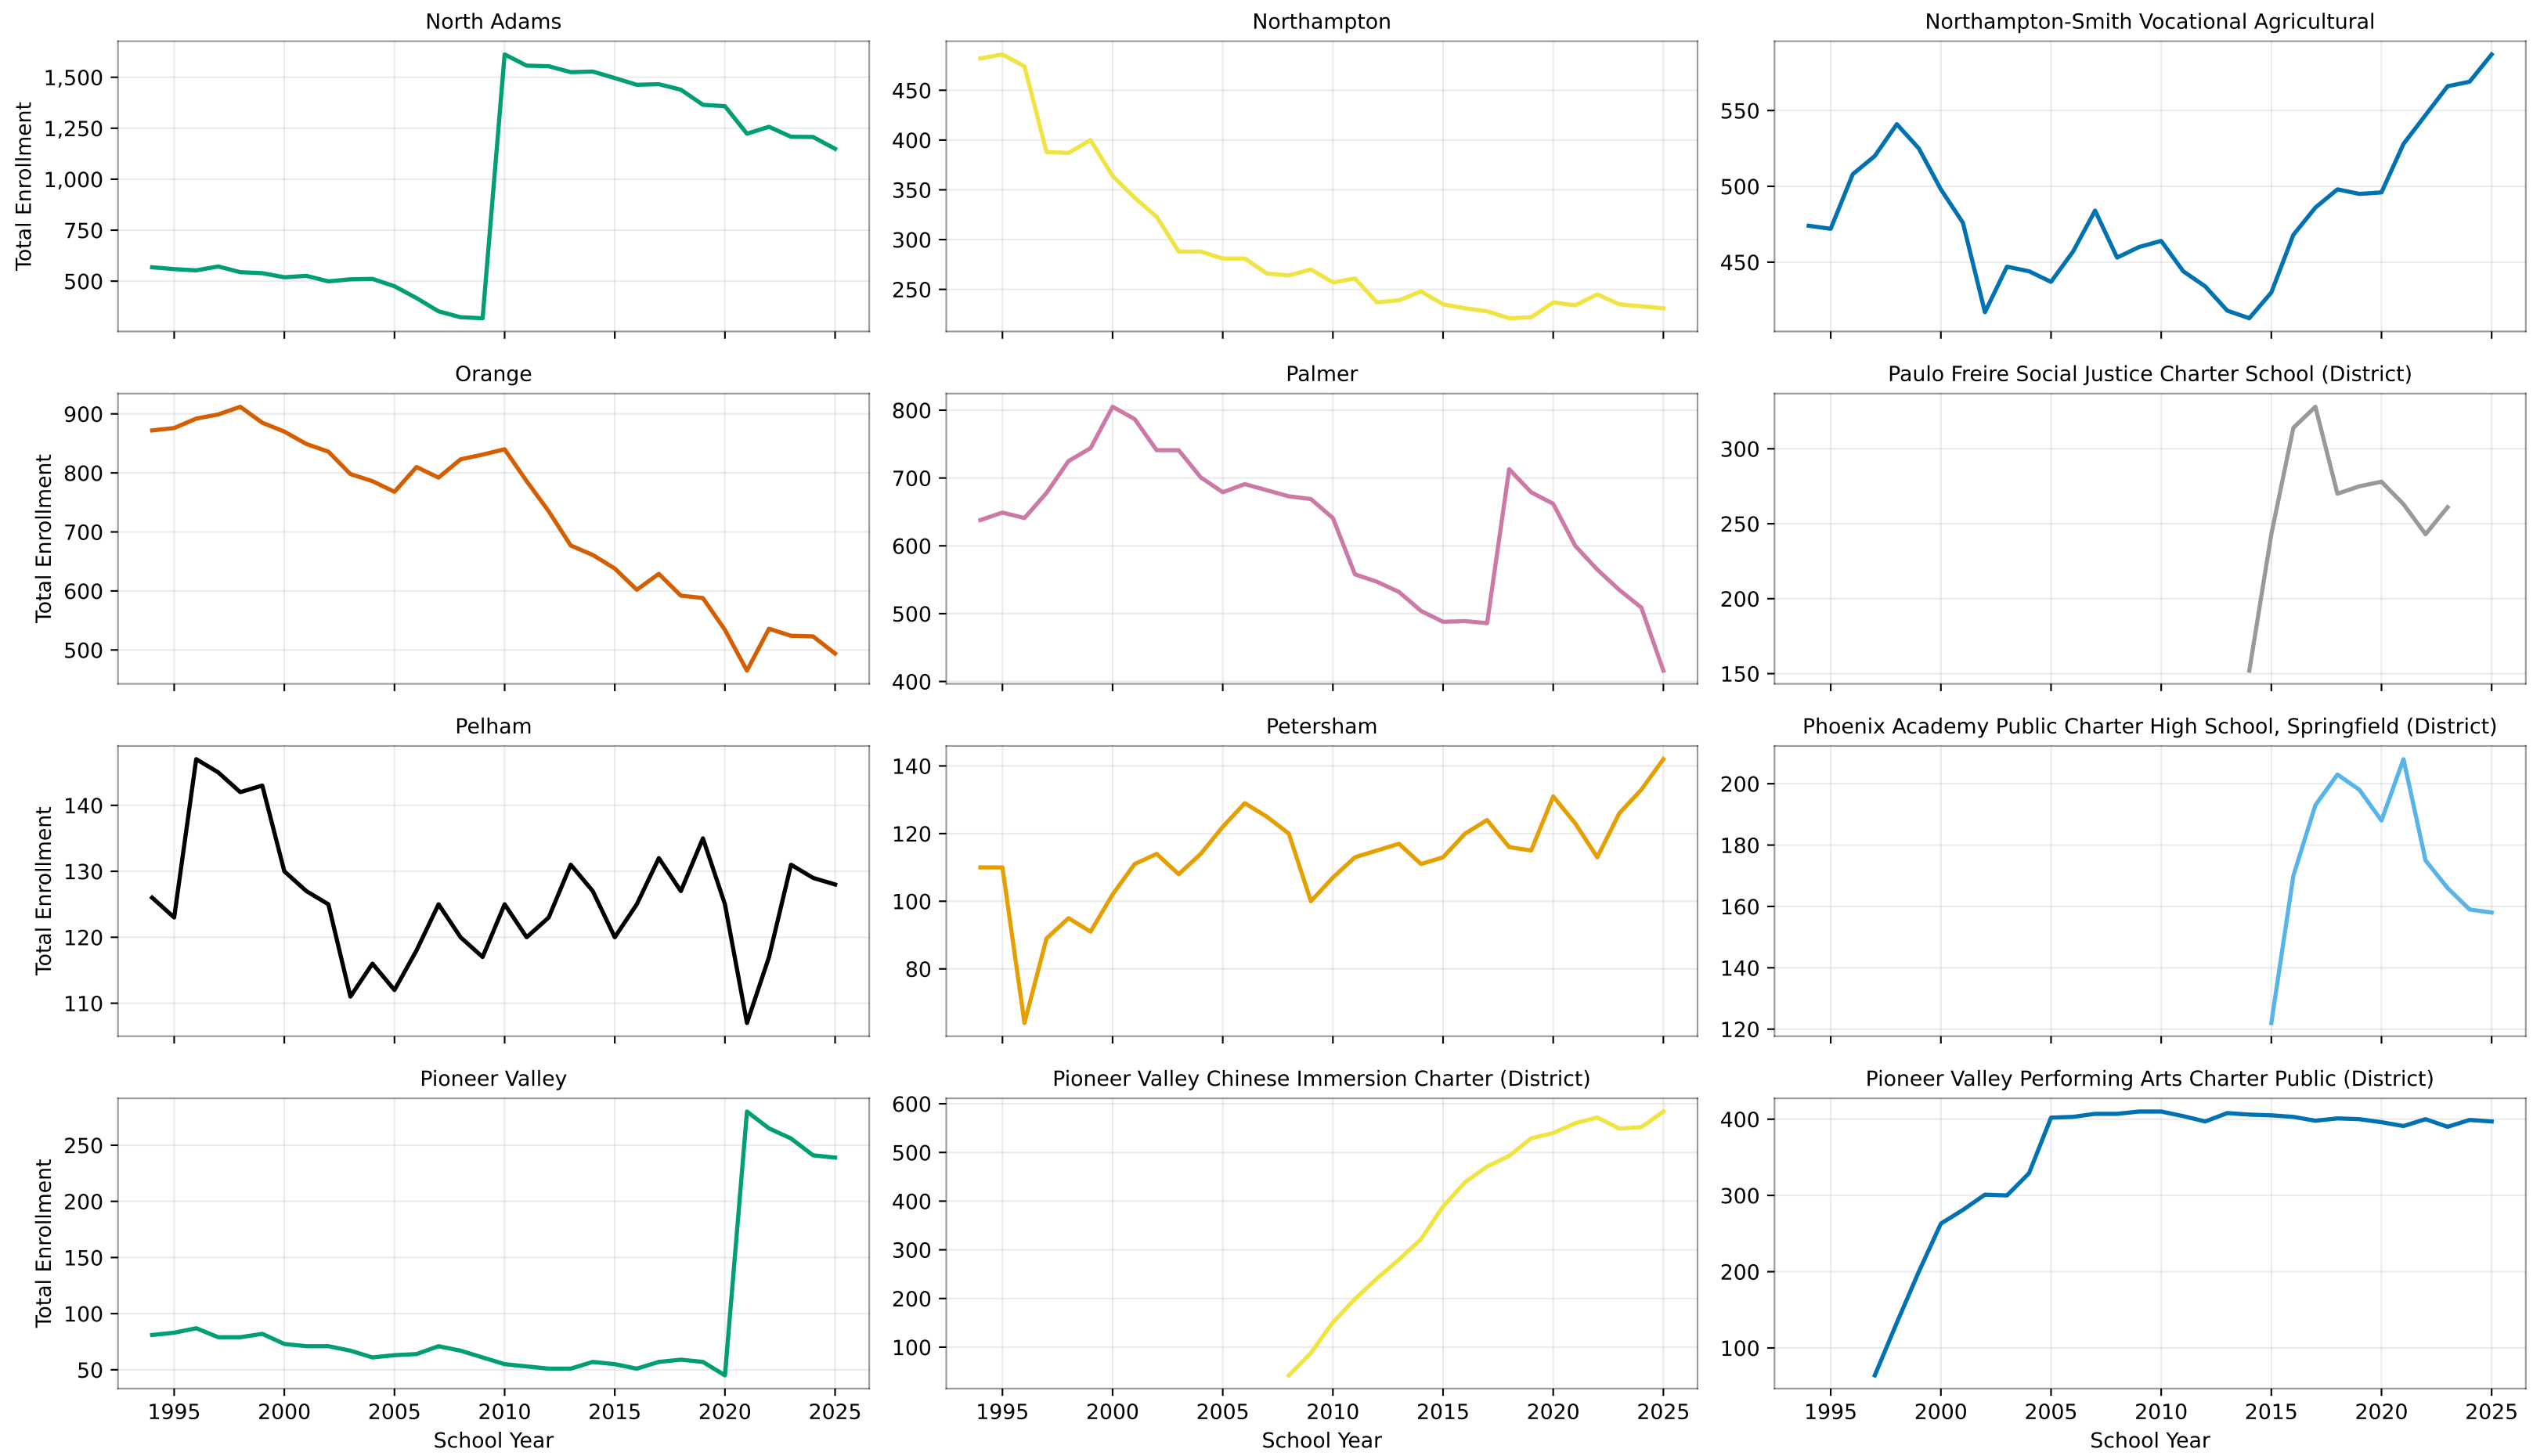 North Adams
Northampton
Northampton-Smith Vocational Agricultural
Total Enrollment
1,500
1,250
1,000
750
500
450
400
350
300
250
550
500
450
Orange
Palmer
Paulo Freire Social Justice Charter School (District)
Total Enrollment
900
800
700
600
500
800
700
600
500
400
300
250
200
150
Pelham
Petersham
Phoenix Academy Public Charter High School, Springfield (District)
Total Enrollment
140
130
120
110
140
120
100
80
200
180
160
140
120
Pioneer Valley
Pioneer Valley Chinese Immersion Charter (District)
Pioneer Valley Performing Arts Charter Public (District)
Total Enrollment
250
200
150
100
50
600
500
400
300
200
100
400
300
200
100
1995 2000 2005 2010 2015 2020 2025
1995 2000 2005 2010 2015 2020 2025
1995 2000 2005 2010 2015 2020 2025
School Year
School Year
School Year